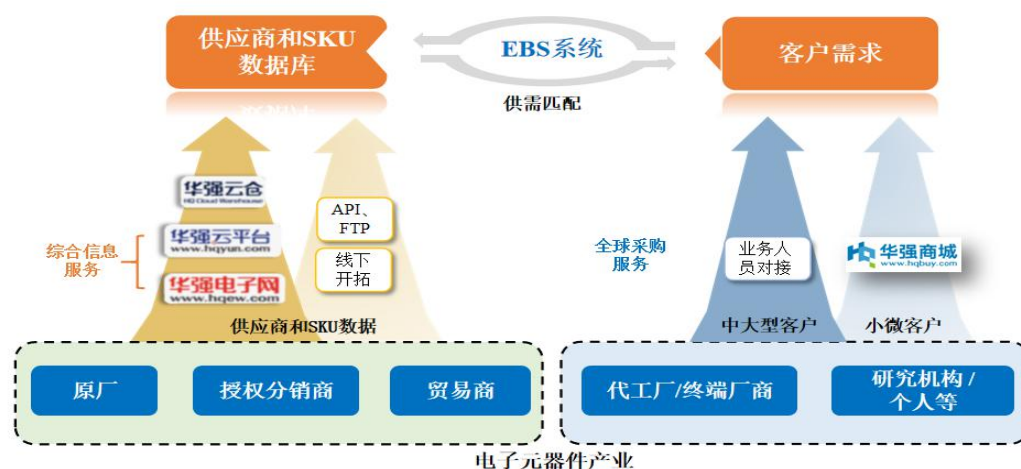 供应商和SKU
数据库
EBS系统
客户需求
供需匹配
华强云仓
HQ Cloud Warehouse
API、
FTP
综合信息
服务
华强云平台
www.hqyun.com
线下
开拓
华强电子网
www.hqew.com
全球采购
服务
业务人
员对接
华强商城
www.hqbuy.com
供应商和SKU数据
中大型客户
小微客户
原厂
授权分销商
贸易商
代工厂/终端厂商
研究机构/
个人等
电子元器件产业